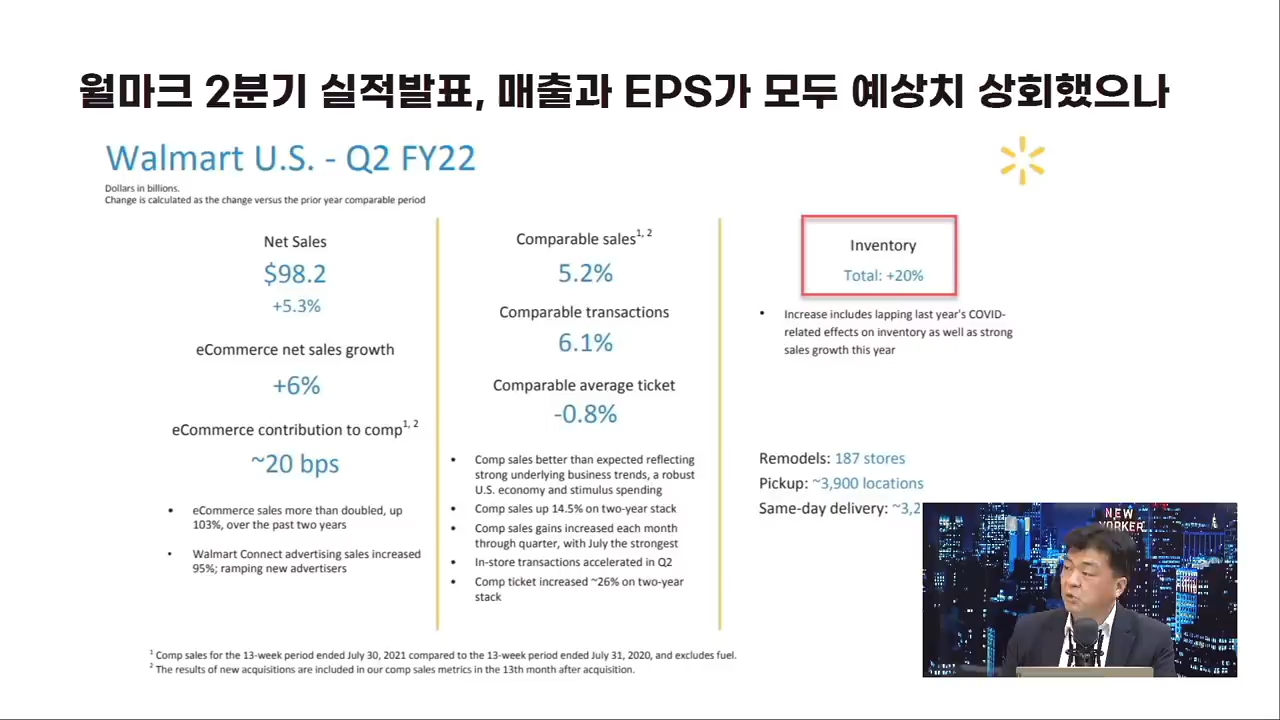 월마크 2분기 실적발표, 매출과 EPS가 모두 예상치 상회했으나
Walmart U.S. - Q2 FY22
Dollars in billions.
Change is calculated as the change versus the prior year comparable period
Net Sales
$98.2
+5.3%
eCommerce net sales growth
+6%
eCommerce contribution to comp1, 2
~20 bps
• eCommerce sales more than doubled, up
103%, over the past two years
• Walmart Connect advertising sales increased
95%; ramping new advertisers
Comparable sales1, 2
5.2%
Comparable transactions
6.1%
Comparable average ticket
-0.8%
• Comp sales better than expected reflecting
strong underlying business trends, a robust
U.S. economy and stimulus spending
• Comp sales up 14.5% on two-year stack
• Comp sales gains increased each month
through quarter, with July the strongest
• In-store transactions accelerated in Q2
• Comp ticket increased ~26% on two-year
stack
Inventory
Total: +20%
• Increase includes lapping last year's COVID-
related effects on inventory as well as strong
sales growth this year
Remodels: 187 stores
Pickup: ~3,900 locations
Same-day delivery: ~3,2
NEW
YORKER
1 Comp sales for the 13-week period ended July 30, 2021 compared to the 13-week period ended July 31, 2020, and excludes fuel.
2 The results of new acquisitions are included in our comp sales metrics in the 13th month after acquisition.